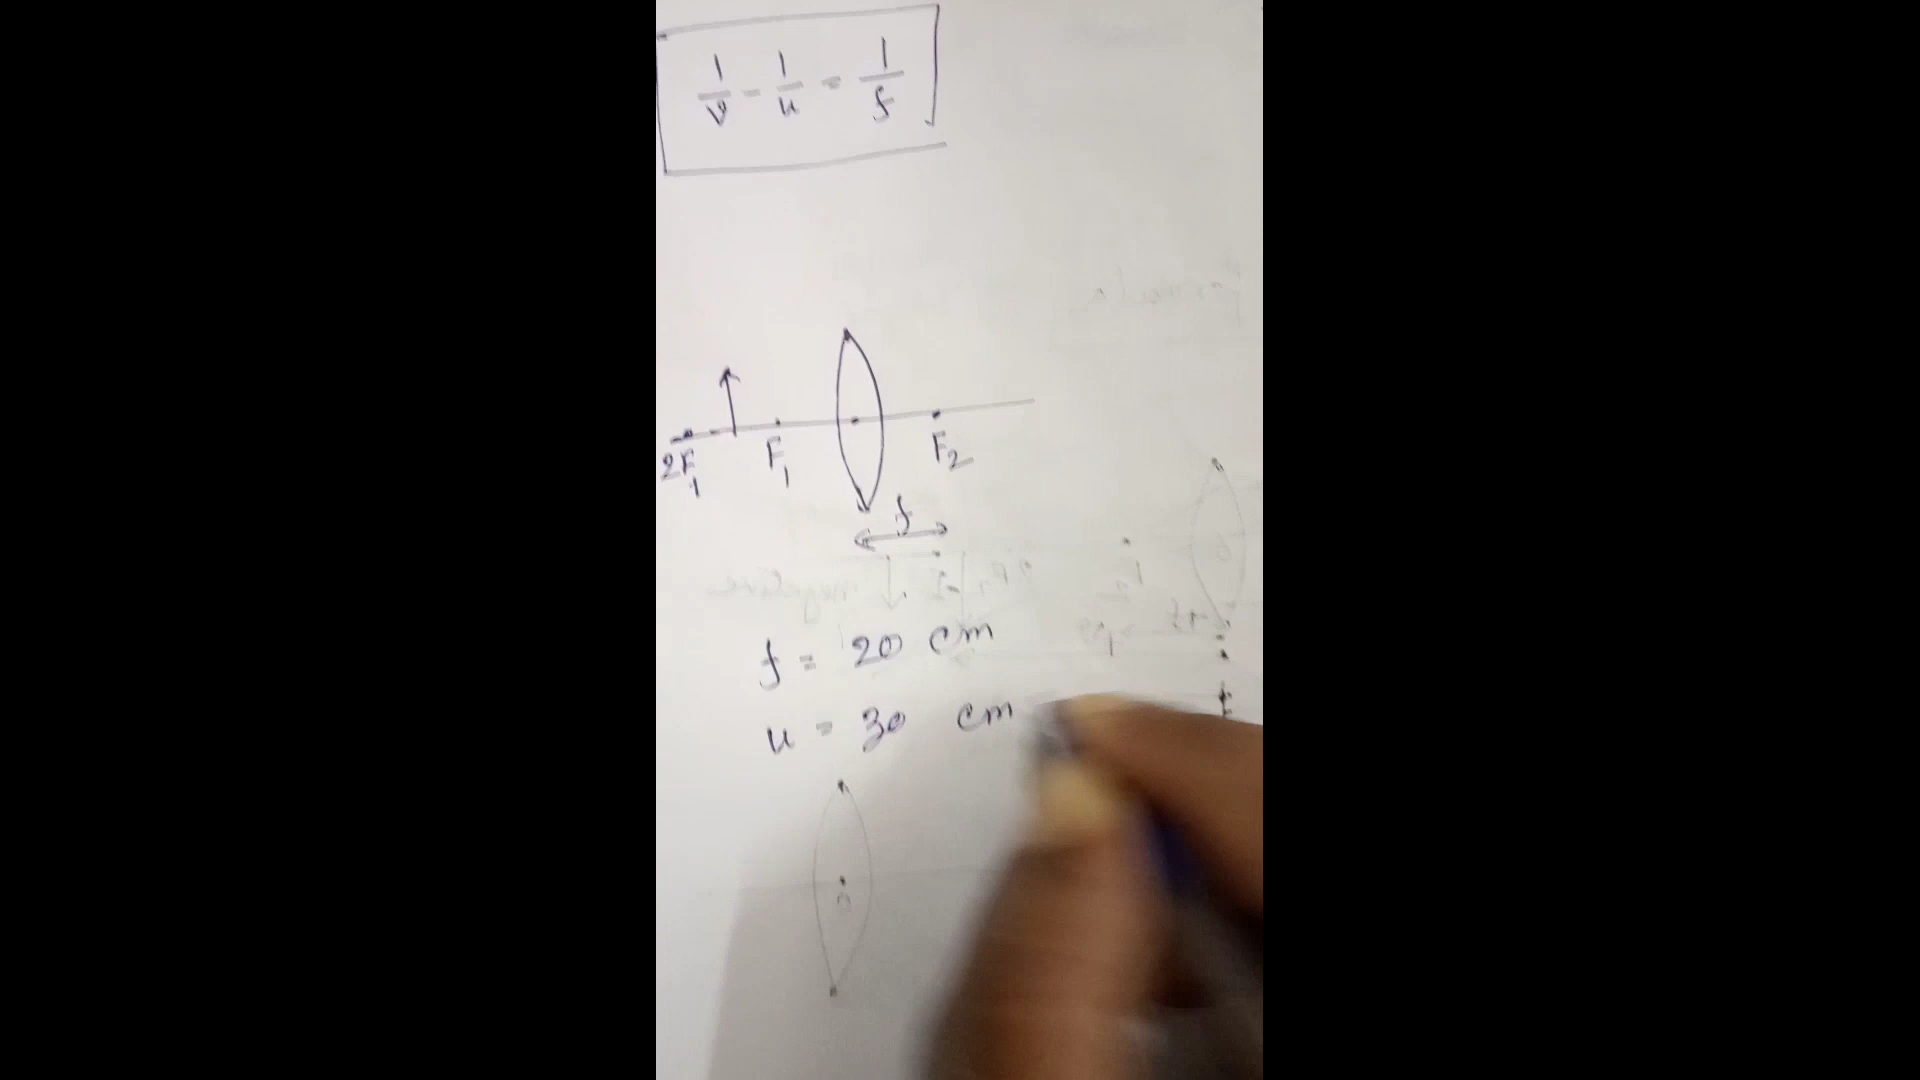 1/v - 1/u = 1/f
2F1 F1 F2
f
f = 20 cm
u = 30 cm